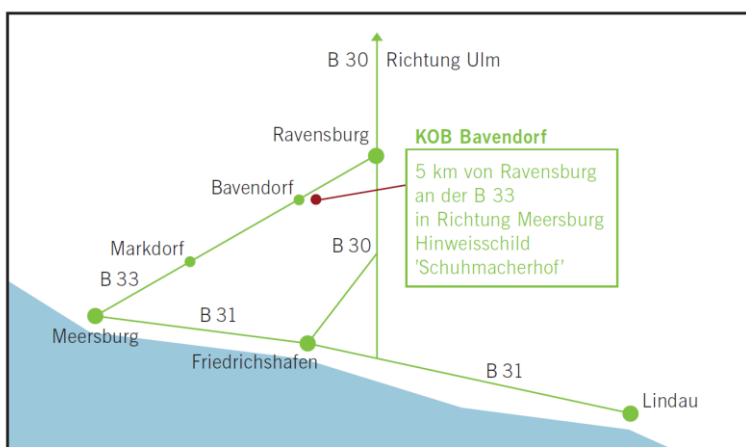 B 30
Richtung Ulm
Ravensburg
KOB Bavendorf
5 km von Ravensburg
an der B 33
in Richtung Meersburg
Hinweisschild
'Schuhmacherhof'
Bavendorf
B 30
Markdorf
B 33
B 31
Meersburg
Friedrichshafen
B 31
Lindau